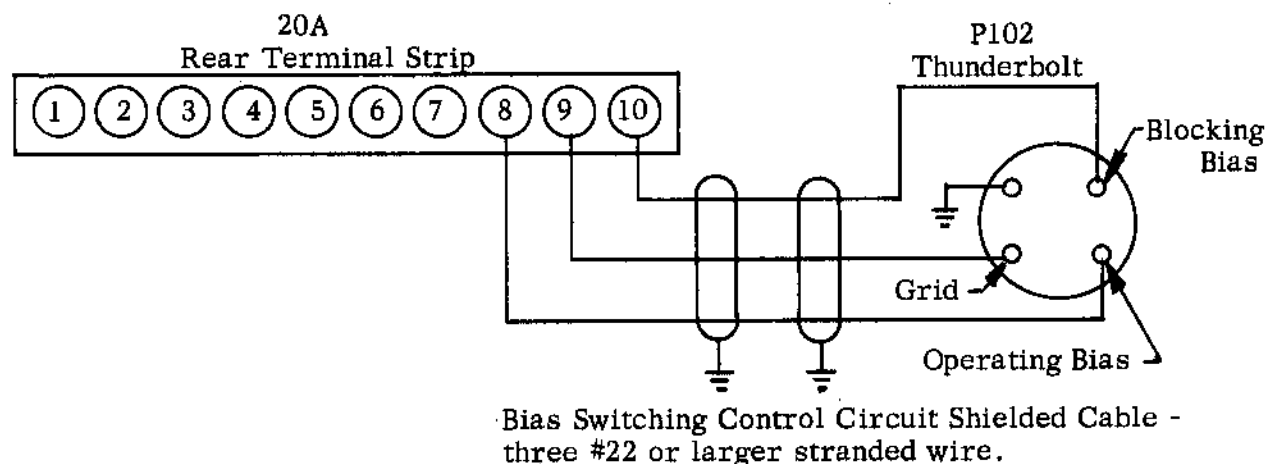 20A
Rear Terminal Strip
P102
Thunderbolt
1 2 3 4 5 6 7 8 9 10
Blocking
Bias
Grid
Operating Bias
Bias Switching Control Circuit Shielded Cable -
three #22 or larger stranded wire.